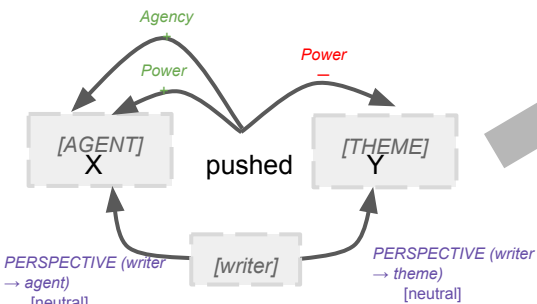 Agency
+
Power
+
Power
—
[AGENT]
X
pushed
[THEME]
Y
[writer]
PERSPECTIVE (writer
→ agent)
[neutral]
PERSPECTIVE (writer
→ theme)
[neutral]